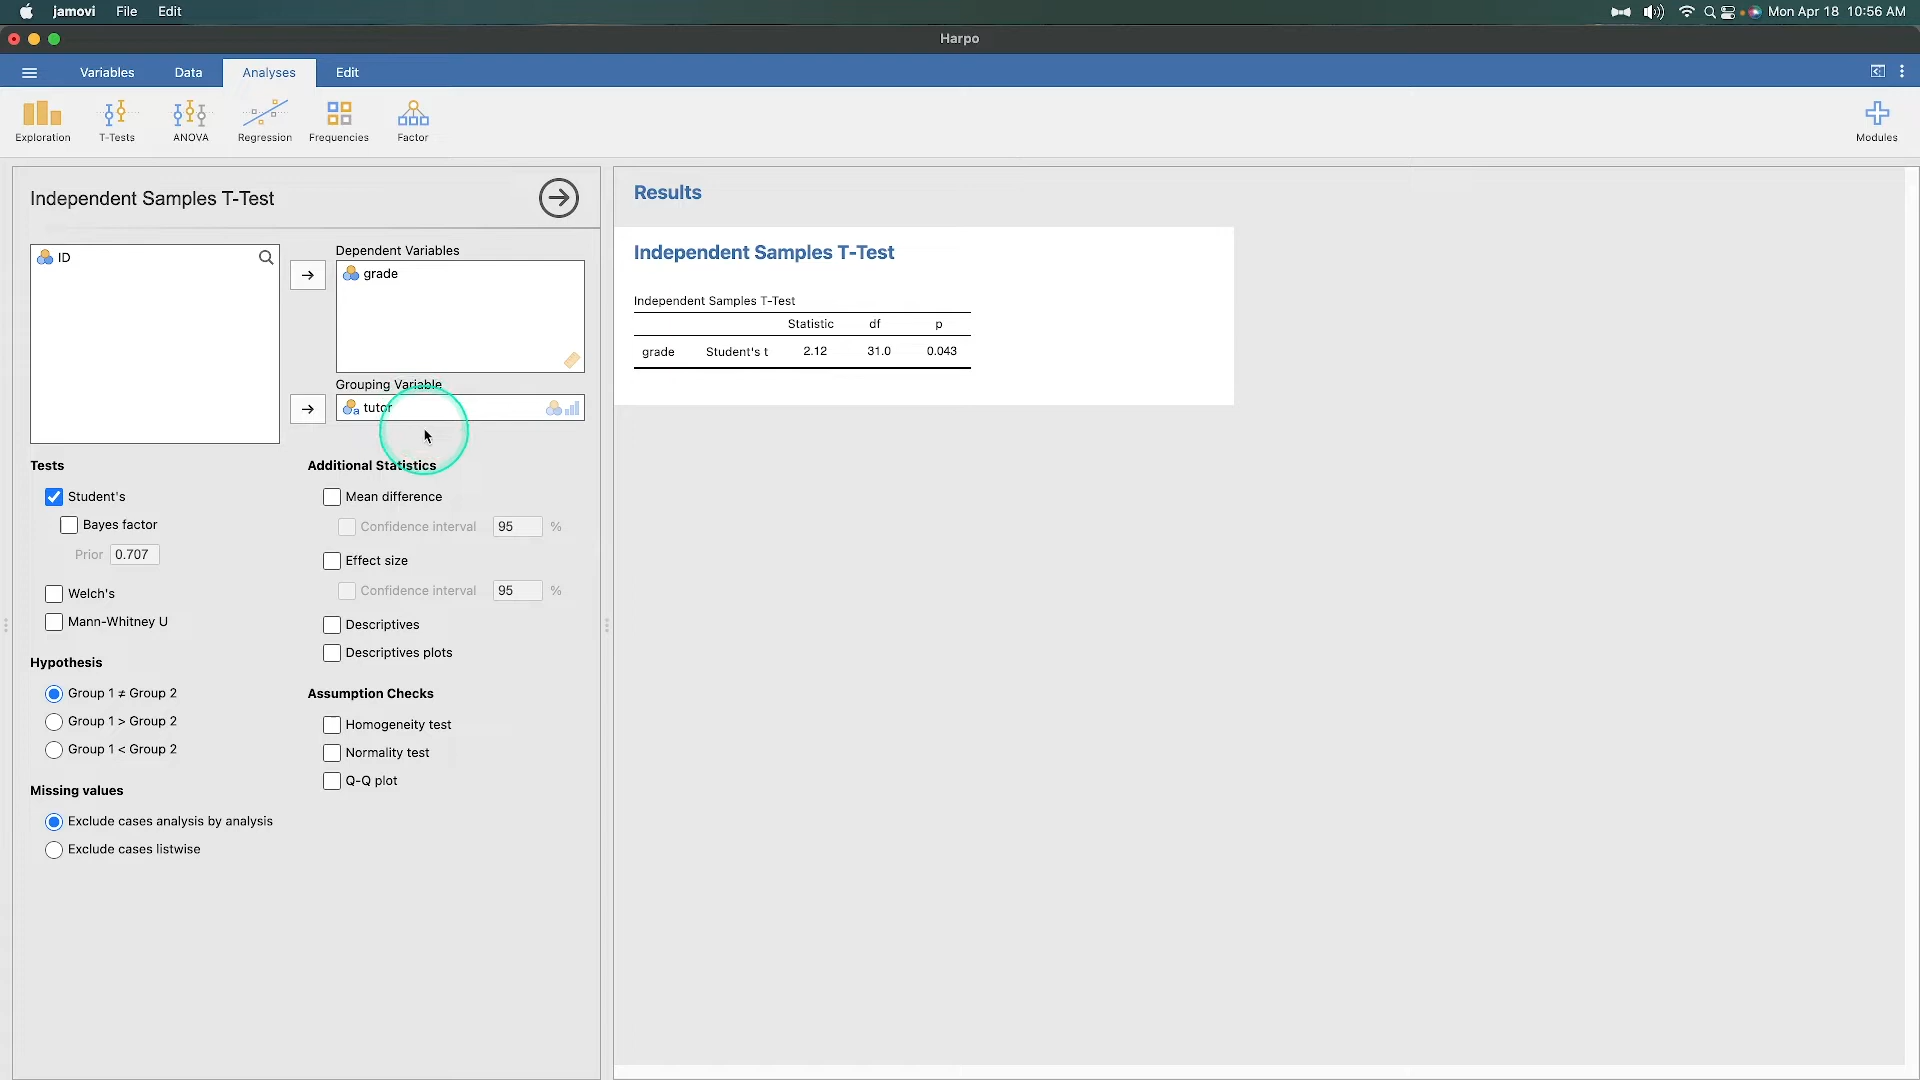 jamovi File Edit Mon Apr 18 10:56 AM
Harpo
Variables Data Analyses Edit
Exploration T-Tests ANOVA Regression Frequencies Factor Modules
Independent Samples T-Test
ID
Dependent Variables
grade
Grouping Variable
a tutor
Tests
Student's
Bayes factor
Prior 0.707
Welch's
Mann-Whitney U
Hypothesis
Group 1 ≠ Group 2
Group 1 > Group 2
Group 1 < Group 2
Missing values
Exclude cases analysis by analysis
Exclude cases listwise
Additional Statistics
Mean difference
Confidence interval 95 %
Effect size
Confidence interval 95 %
Descriptives
Descriptives plots
Assumption Checks
Homogeneity test
Normality test
Q-Q plot
Results
Independent Samples T-Test
Independent Samples T-Test
Statistic df p
grade Student's t 2.12 31.0 0.043